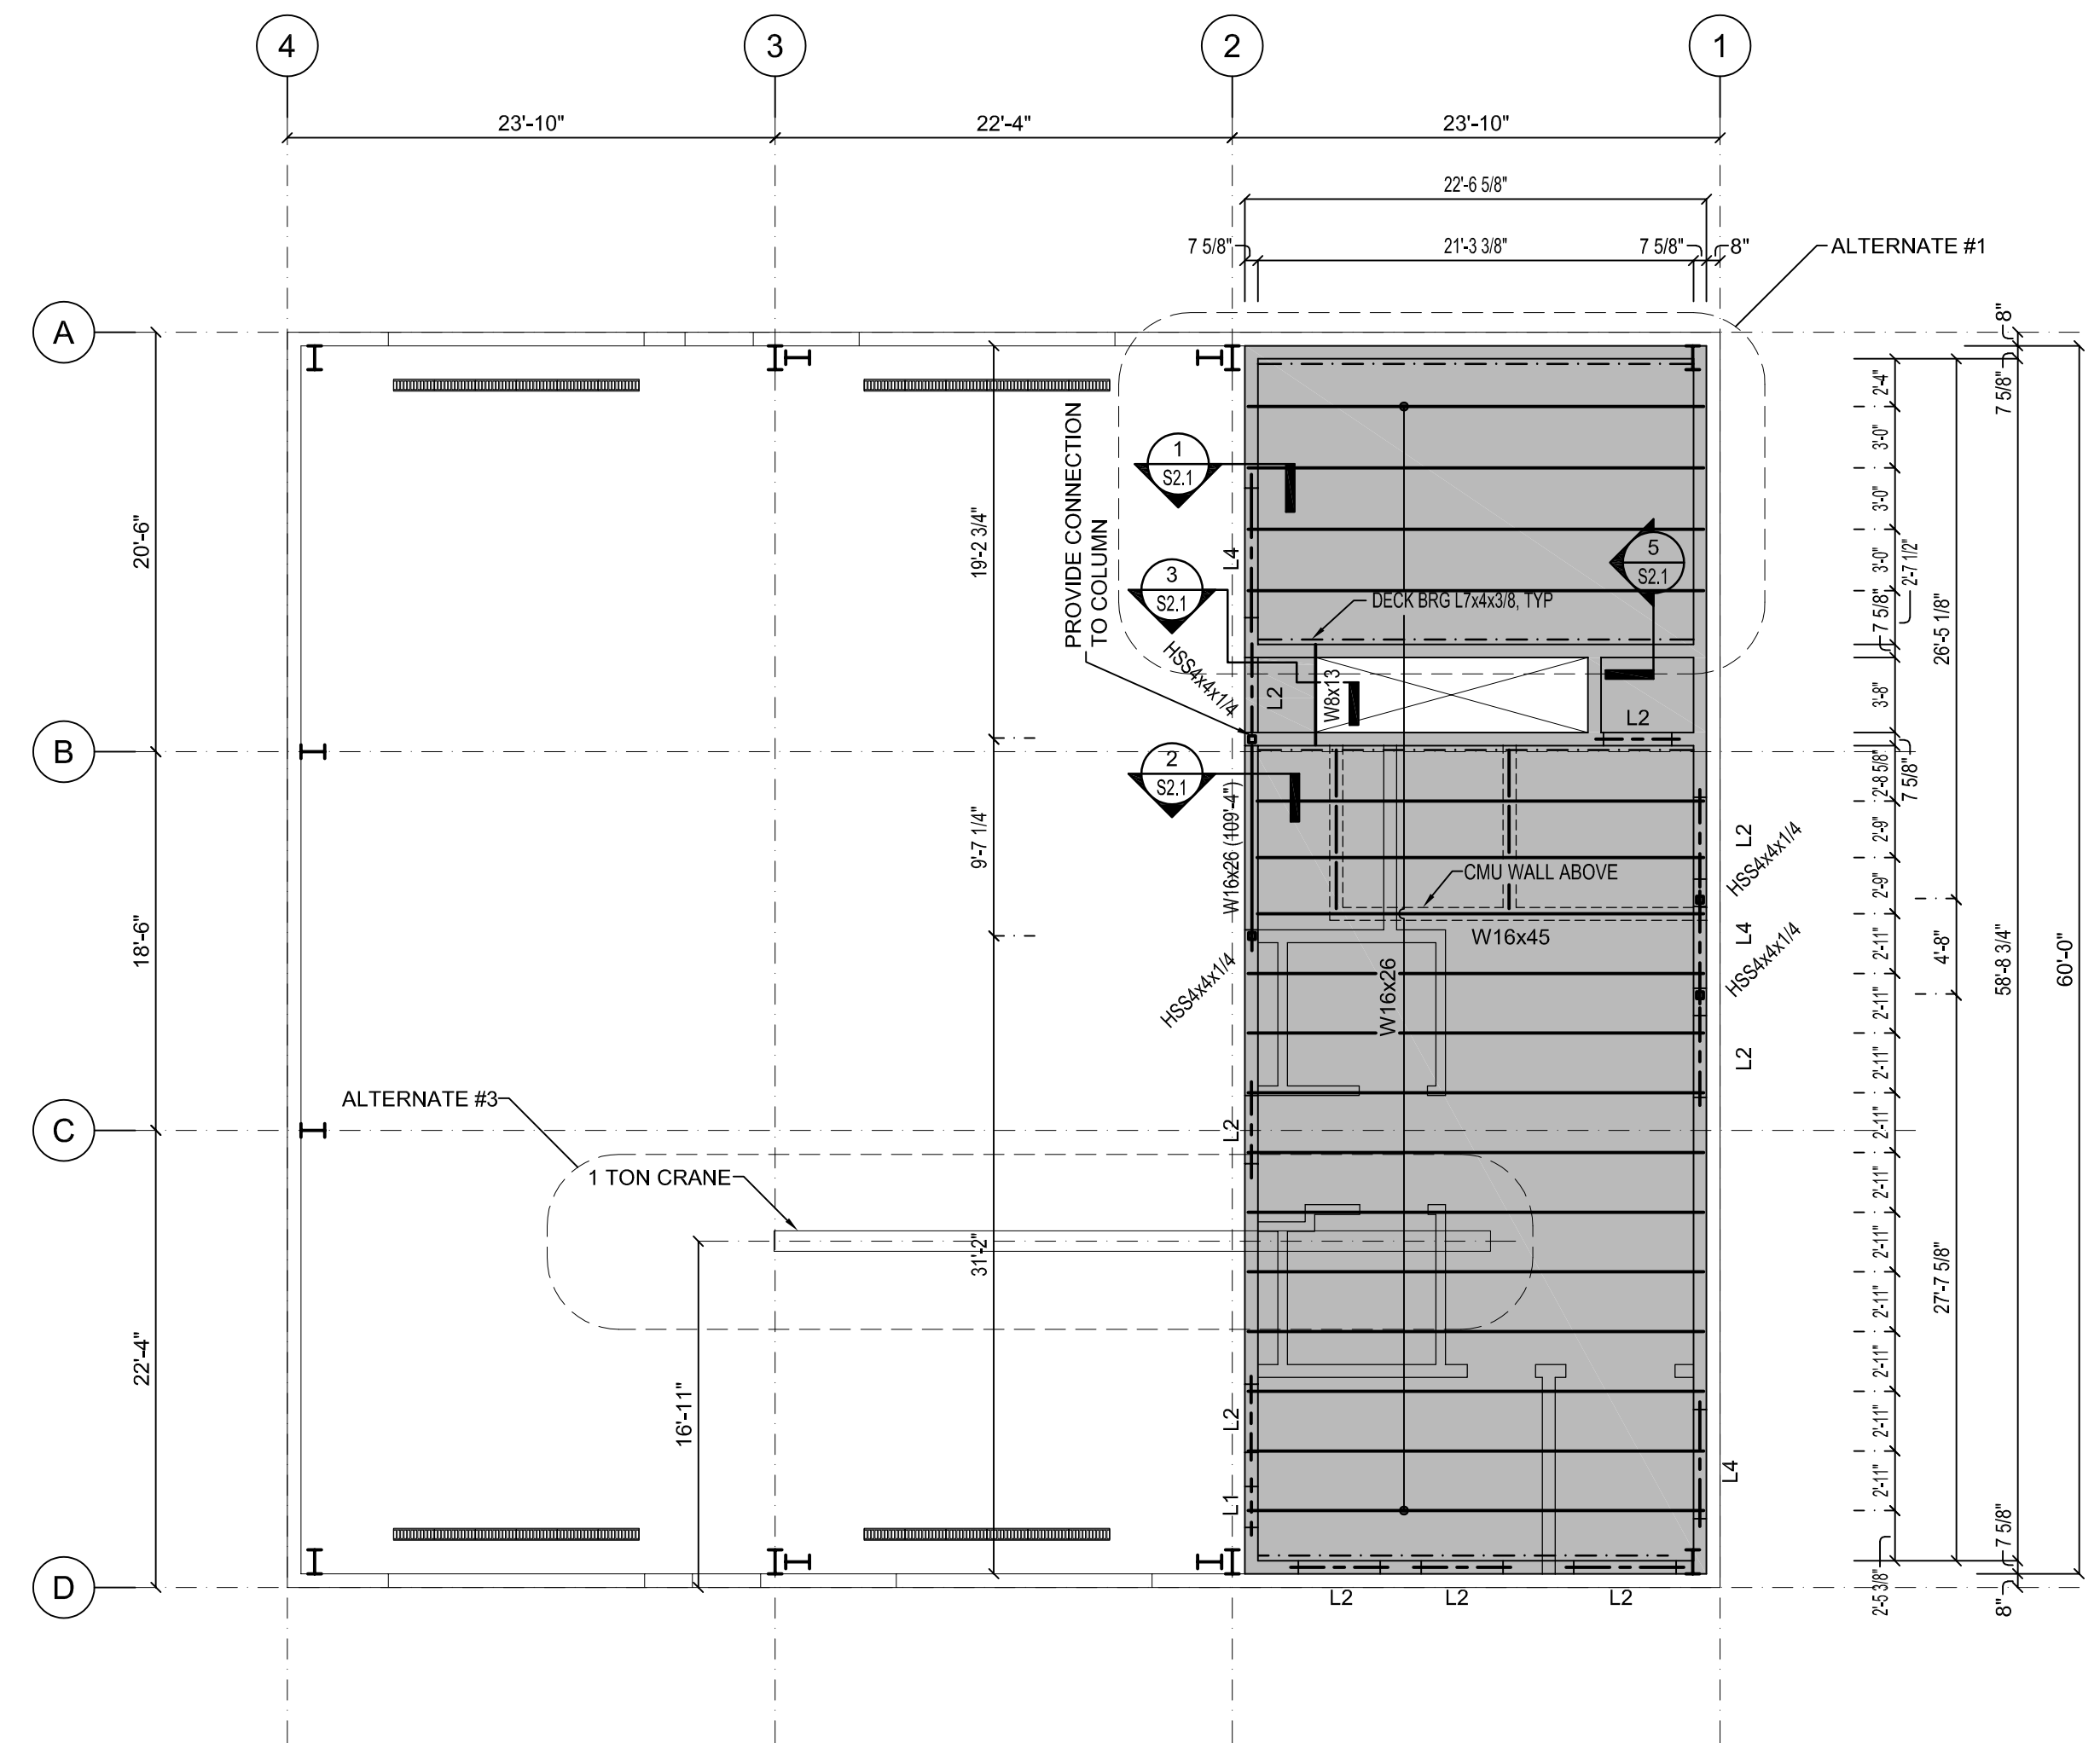 4
3
2
1
23'-10"
22'-4"
23'-10"
22'-6 5/8"
7 5/8"
21'-3 3/8"
7 5/8"
8"
ALTERNATE #1
A
B
C
D
20'-6"
18'-6"
22'-4"
19'-2 3/4"
9'-7 1/4"
31'-2"
16'-11"
PROVIDE CONNECTION
TO COLUMN
1
S2.1
3
S2.1
2
S2.1
5
S2.1
L4
DECK BRG L7x4x3/8, TYP
HSS4x4x1/4
L2
W8x13
L2
W16x26 (109'-4")
CMU WALL ABOVE
W16x45
W16x26
HSS4x4x1/4
L2
HSS4x4x1/4
L4
HSS4x4x1/4
L2
ALTERNATE #3
1 TON CRANE
L2
L2
L1
L4
L2
L2
L2
8"
7 5/8"
2'-4"
3'-0"
3'-0"
3'-0"
2'-7 1/2"
7 5/8"
3'-8"
7 5/8"
2'-8 5/8"
2'-9"
2'-9"
2'-11"
2'-11"
2'-11"
2'-11"
2'-11"
2'-11"
2'-11"
2'-11"
2'-11"
2'-11"
2'-5 3/8"
26'-5 1/8"
4'-8"
27'-7 5/8"
58'-8 3/4"
60'-0"
7 5/8"
8"